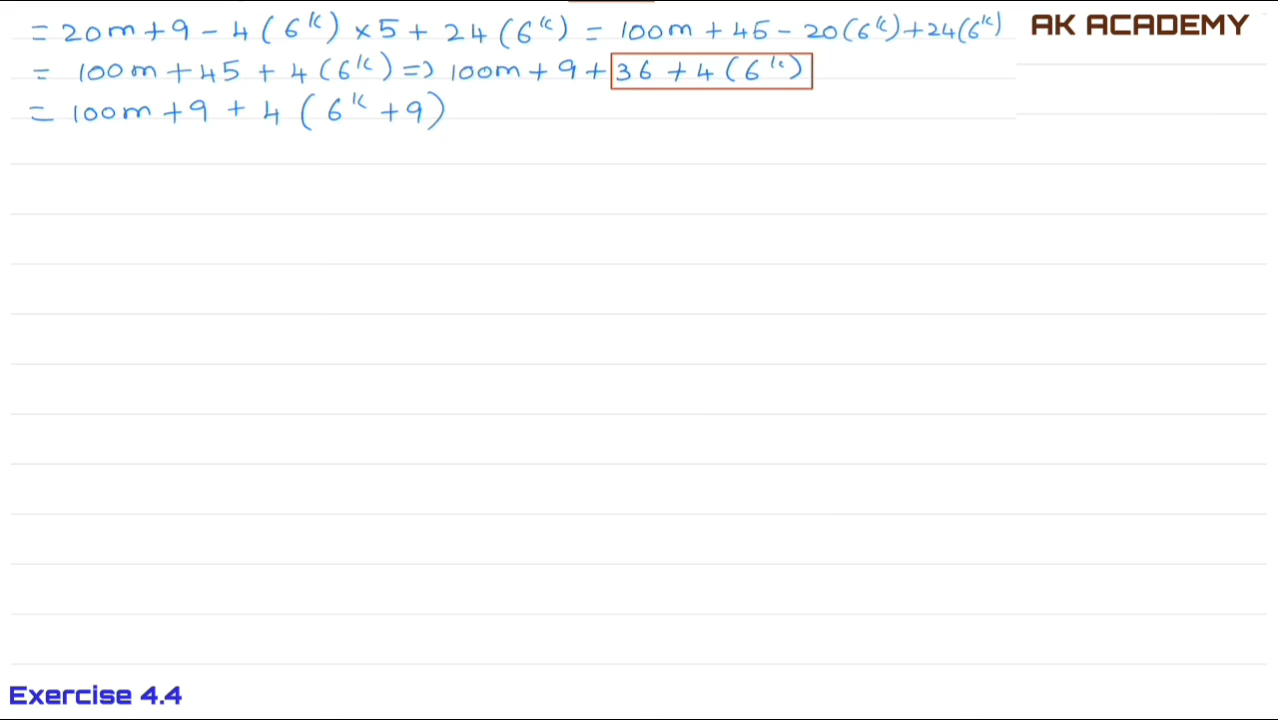 = 20m + 9 - 4 ( 6^k ) × 5 + 24 ( 6^k ) = 100m + 45 - 20(6^k) + 24(6^k)
AK ACADEMY
= 100m + 45 + 4 ( 6^k ) => 100m + 9 + 36 + 4 ( 6^k )
= 100m + 9 + 4 ( 6^k + 9 )
Exercise 4.4